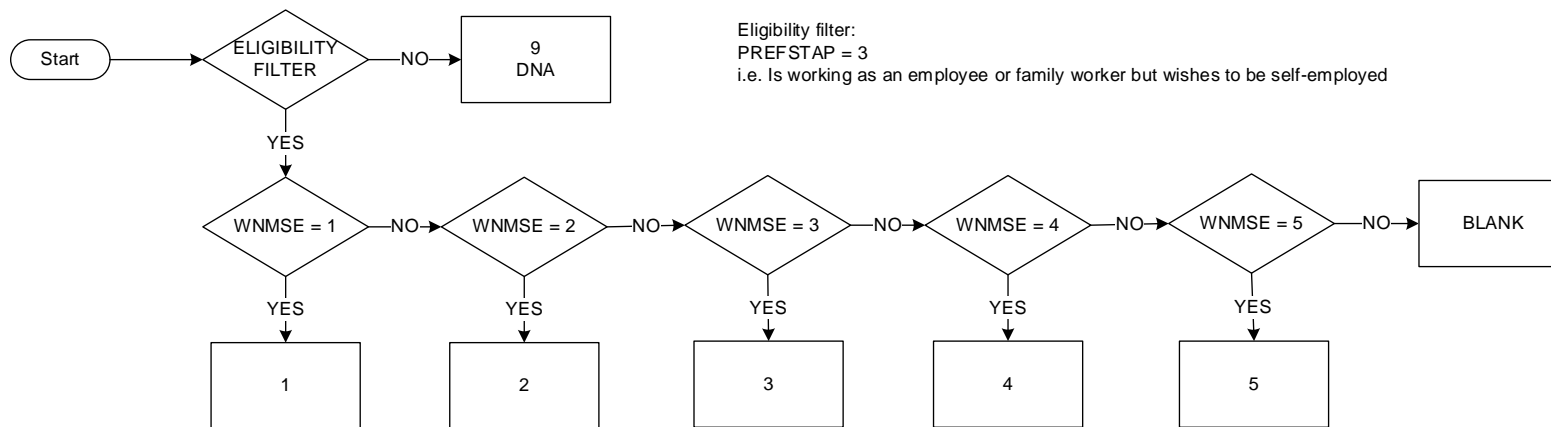 Start
ELIGIBILITY
FILTER
NO
9
DNA
Eligibility filter:
PREFSTAP = 3
i.e. Is working as an employee or family worker but wishes to be self-employed
YES
WNMSE = 1
NO
WNMSE = 2
NO
WNMSE = 3
NO
WNMSE = 4
NO
WNMSE = 5
NO
BLANK
YES
YES
YES
YES
YES
1
2
3
4
5